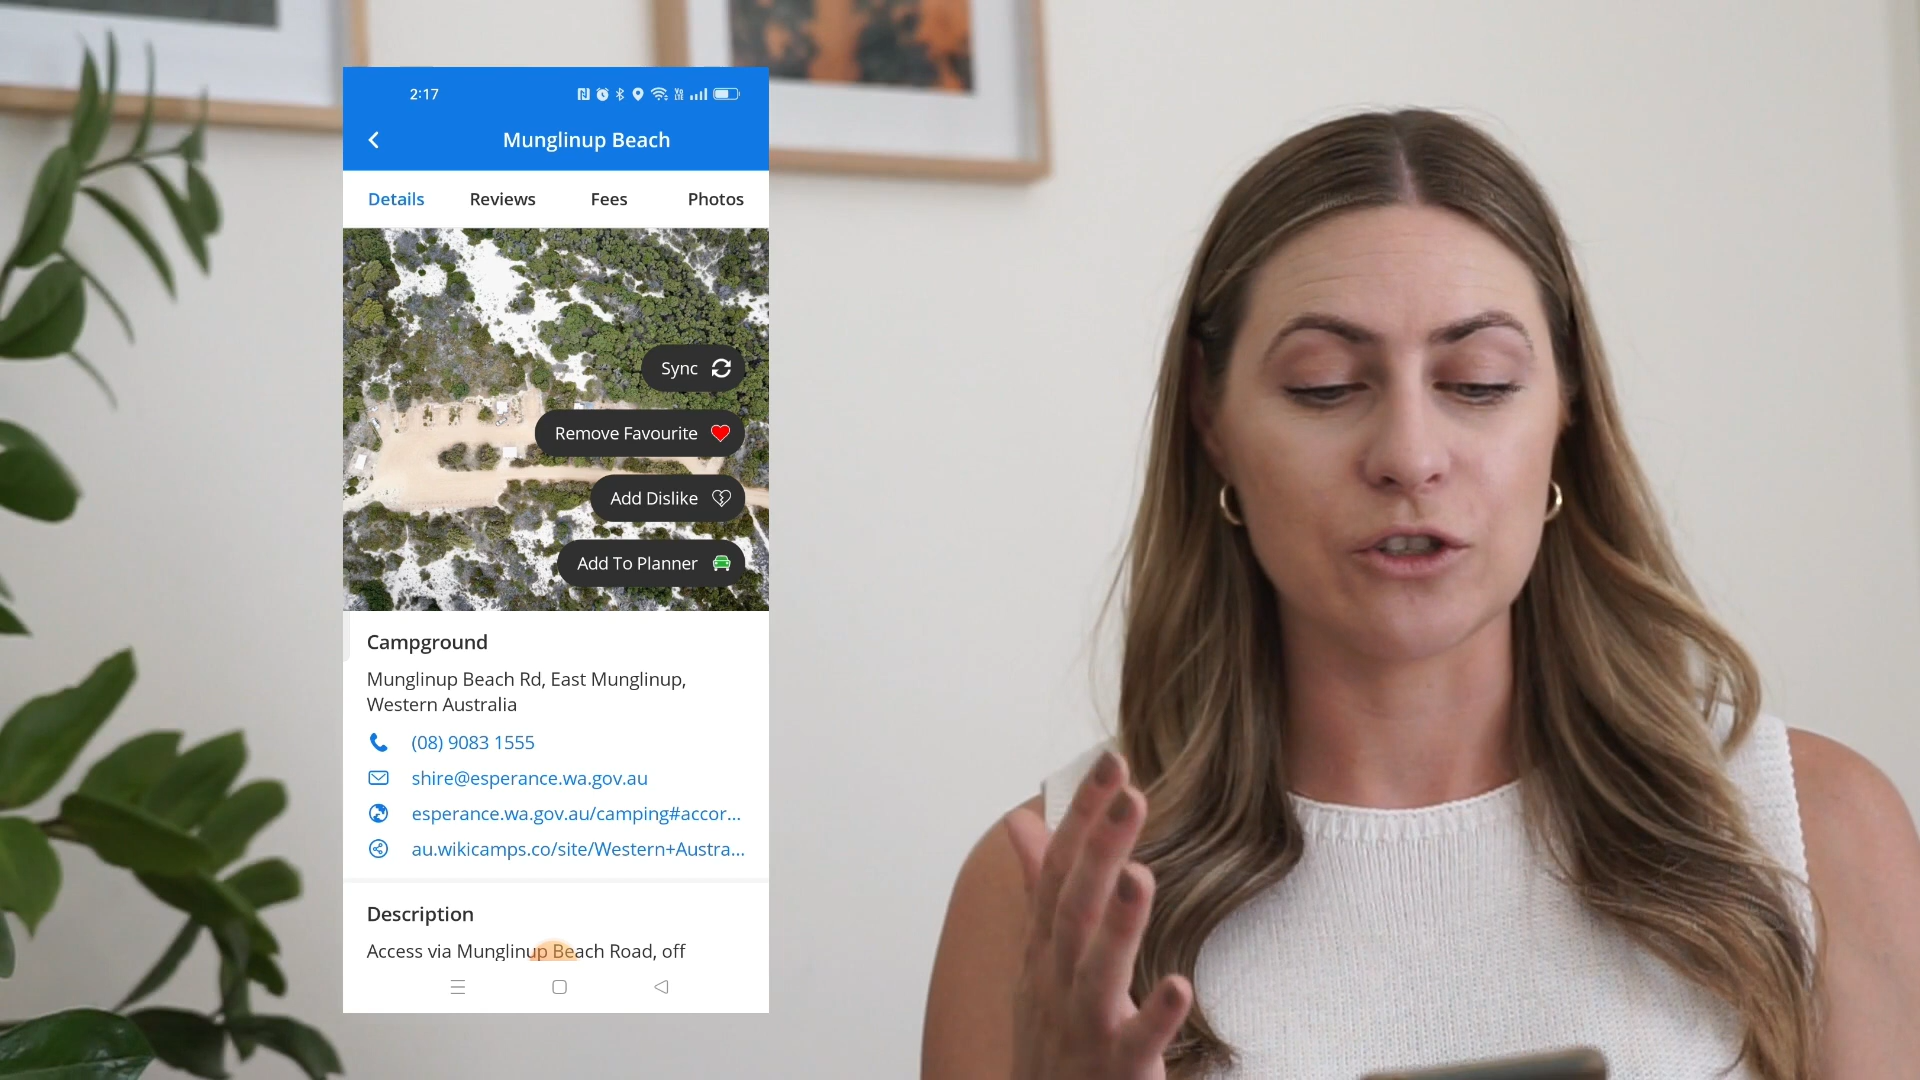 2:17
Munglinup Beach
Details Reviews Fees Photos
Sync
Remove Favourite
Add Dislike
Add To Planner
Campground
Munglinup Beach Rd, East Munglinup,
Western Australia
(08) 9083 1555
shire@esperance.wa.gov.au
esperance.wa.gov.au/camping#accor...
au.wikicamps.co/site/Western+Austra...
Description
Access via Munglinup Beach Road, off